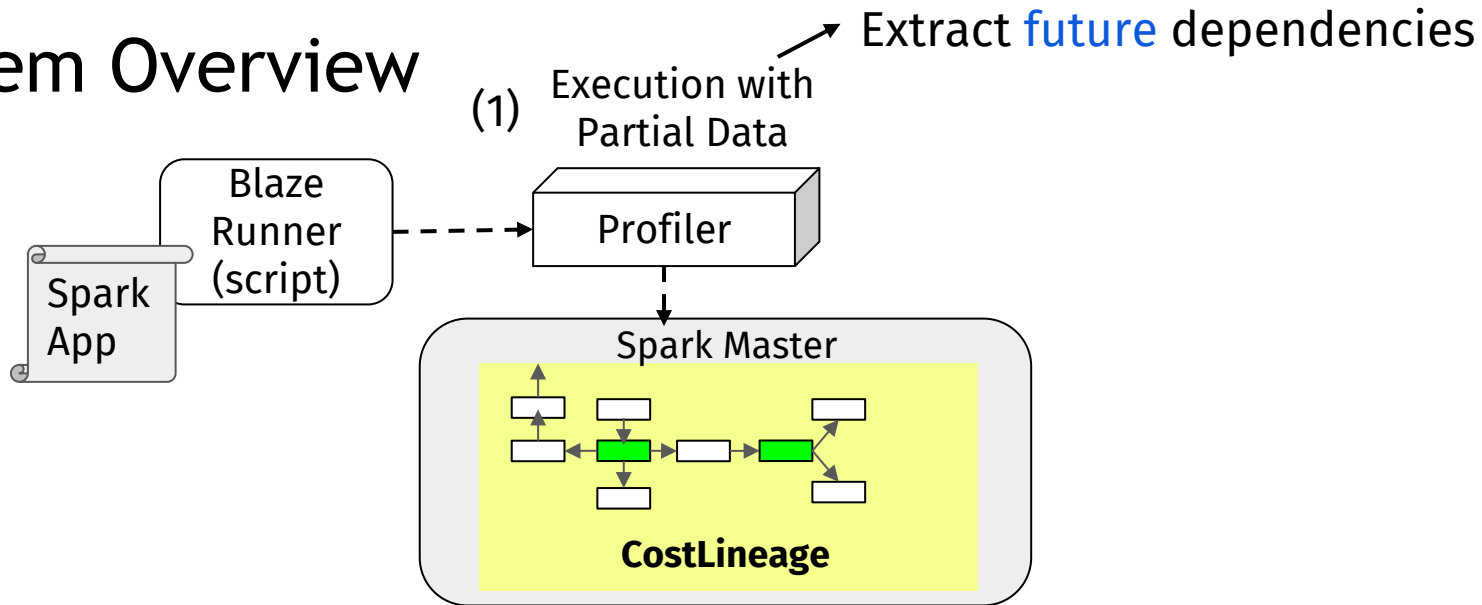 Extract future dependencies
em Overview
(1)
Execution with
Partial Data
Blaze
Runner
(script)
Profiler
Spark
App
Spark Master
CostLineage